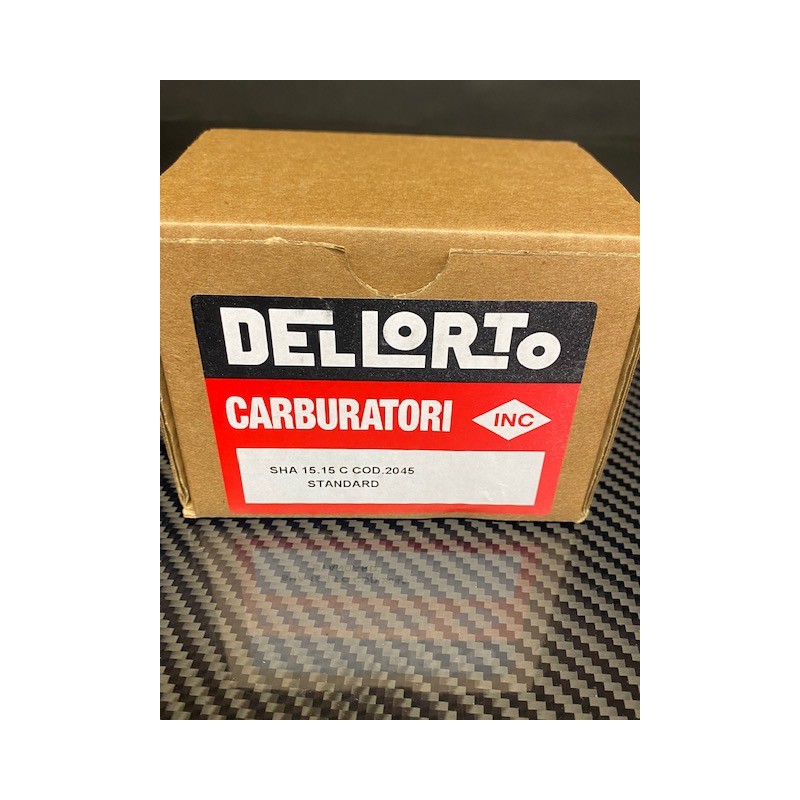 DELLORTO
CARBURATORI INC
SHA 15.15 C COD.2045
STANDARD